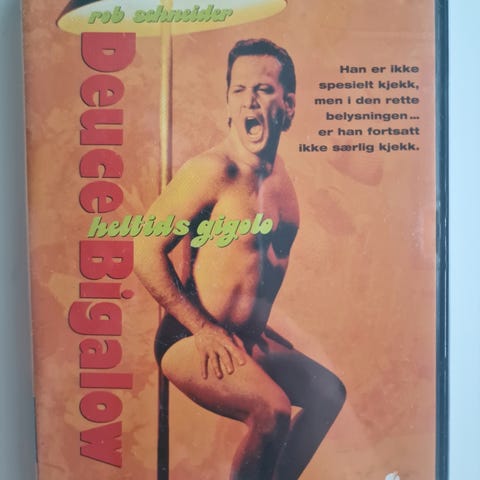 rob schneider
Deuce Bigalow
heltids gigolo
Han er ikke
spesielt kjekk,
men i den rette
belysningen...
er han fortsatt
ikke særlig kjekk.